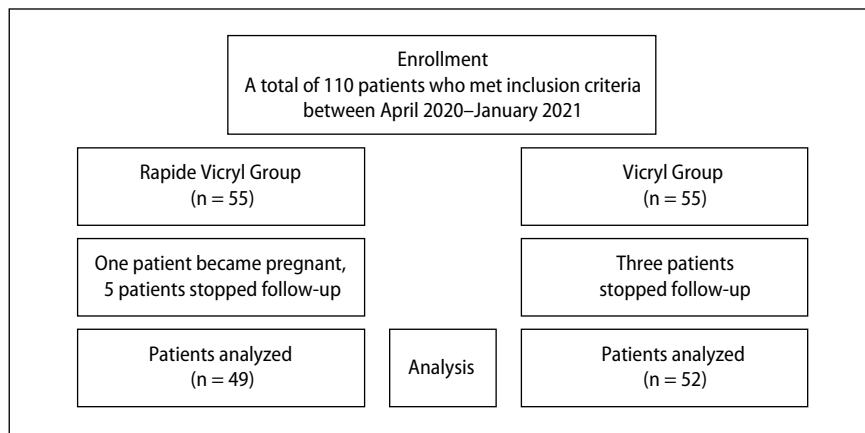 Enrollment
A total of 110 patients who met inclusion criteria
between April 2020–January 2021
Rapide Vicryl Group
(n = 55)
Vicryl Group
(n = 55)
One patient became pregnant,
5 patients stopped follow-up
Three patients
stopped follow-up
Patients analyzed
(n = 49)
Analysis
Patients analyzed
(n = 52)